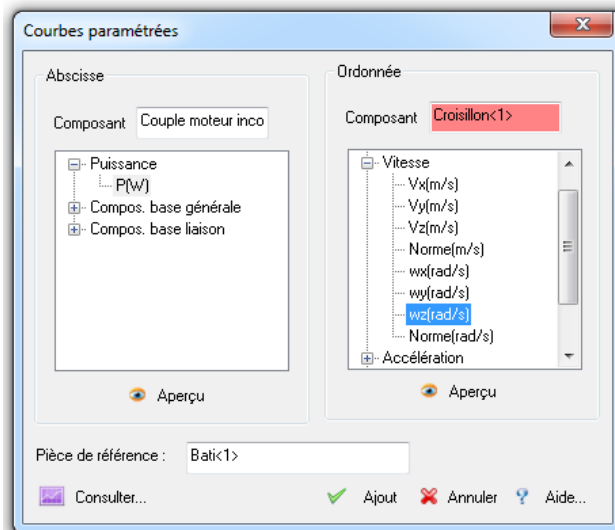 Courbes paramétrées
Abscisse
Composant Couple moteur inco
Puissance
P(W)
Compos. base générale
Compos. base liaison
Aperçu
Ordonnée
Composant Croisillon<1>
Vitesse
Vx(m/s)
Vy(m/s)
Vz(m/s)
Norme(m/s)
wx(rad/s)
wy(rad/s)
wz(rad/s)
Norme(rad/s)
Accélération
Aperçu
Pièce de référence : Bati<1>
Consulter... Ajout Annuler Aide...